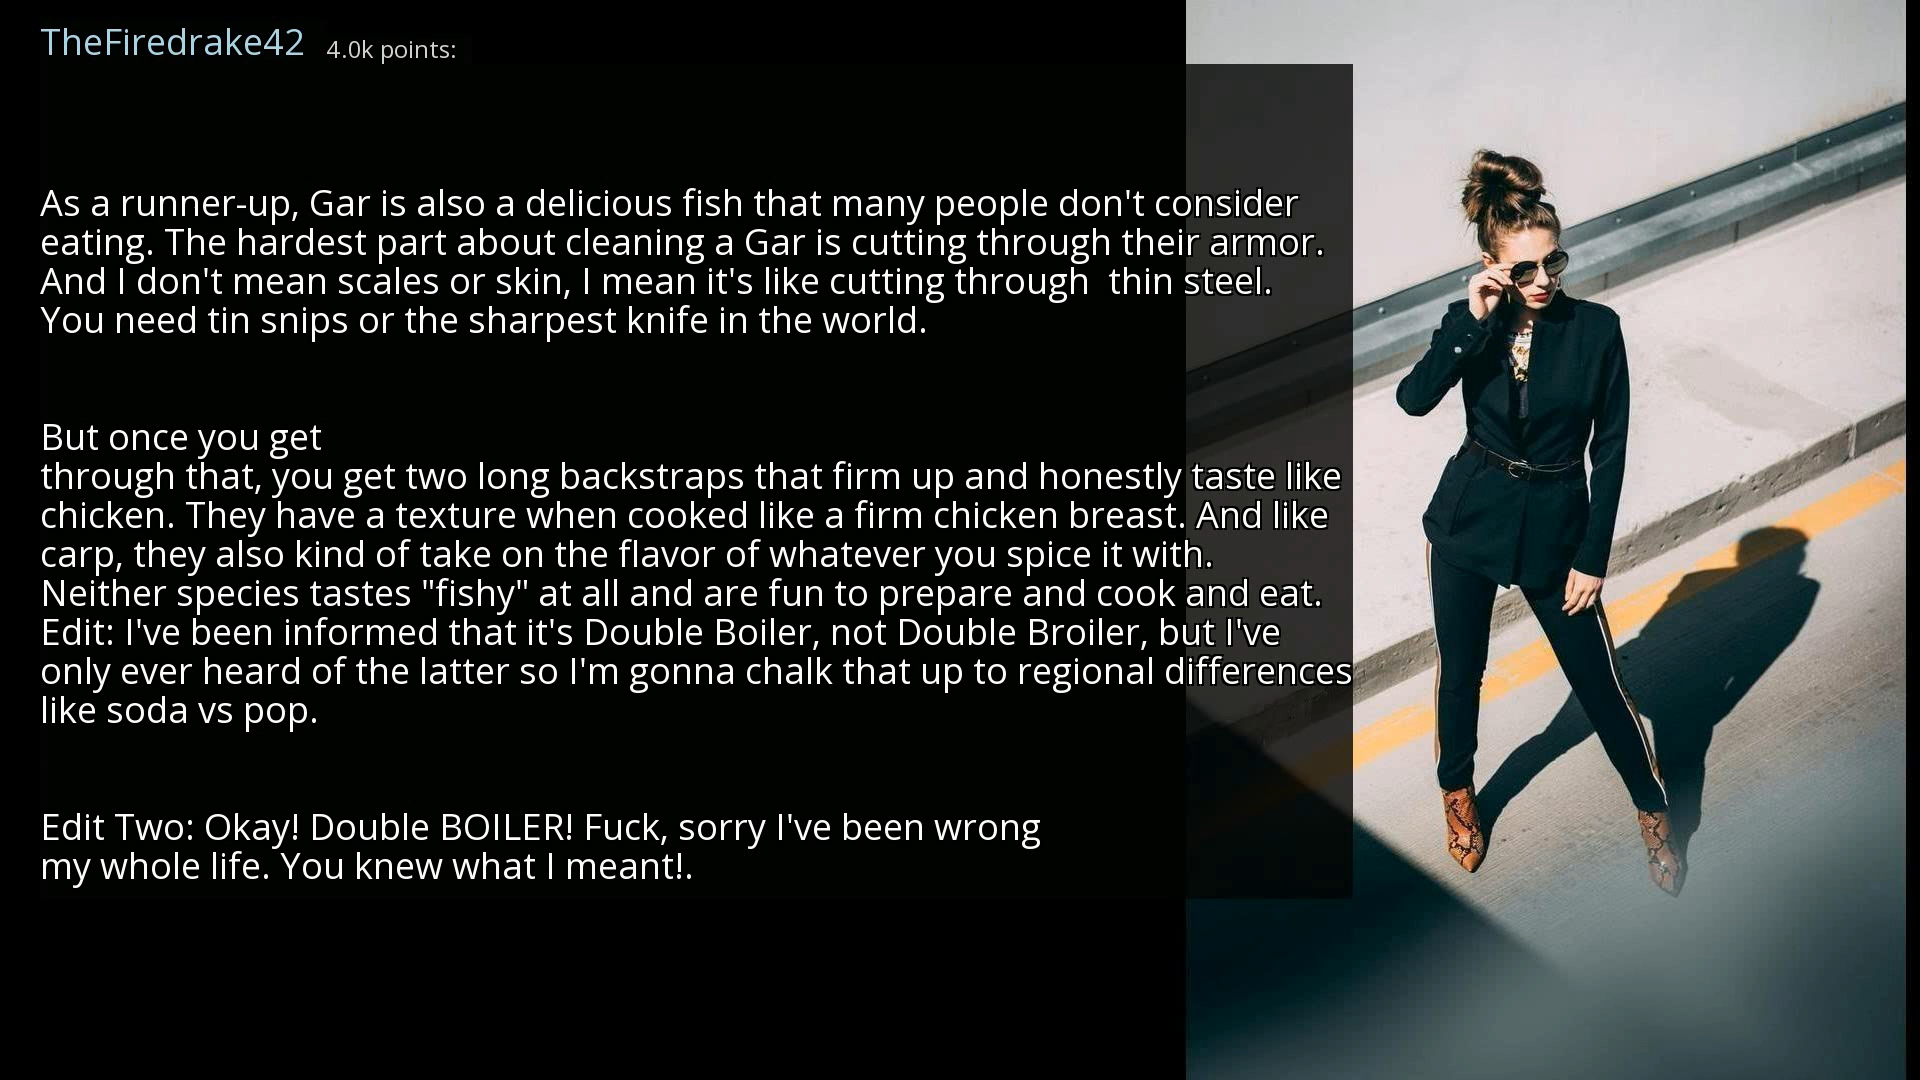 TheFiredrake42 4.0k points:
As a runner-up, Gar is also a delicious fish that many people don't consider
eating. The hardest part about cleaning a Gar is cutting through their armor.
And I don't mean scales or skin, I mean it's like cutting through  thin steel.
You need tin snips or the sharpest knife in the world.
But once you get
through that, you get two long backstraps that firm up and honestly taste like
chicken. They have a texture when cooked like a firm chicken breast. And like
carp, they also kind of take on the flavor of whatever you spice it with.
Neither species tastes "fishy" at all and are fun to prepare and cook and eat.
Edit: I've been informed that it's Double Boiler, not Double Broiler, but I've
only ever heard of the latter so I'm gonna chalk that up to regional differences
like soda vs pop.
Edit Two: Okay! Double BOILER! Fuck, sorry I've been wrong
my whole life. You knew what I meant!.